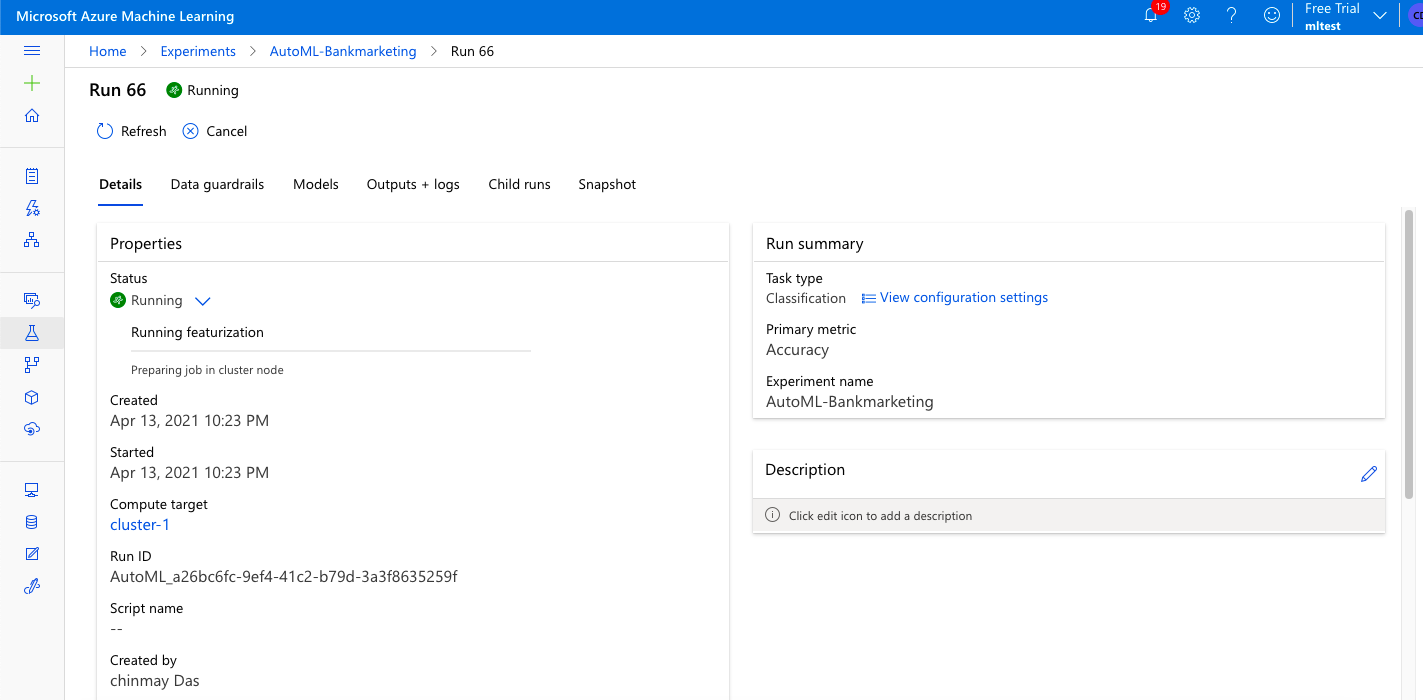 Microsoft Azure Machine Learning
19
Free Trial
mltest
CD
Home > Experiments > AutoML-Bankmarketing > Run 66
Run 66 Running
Refresh Cancel
Details Data guardrails Models Outputs + logs Child runs Snapshot
Properties
Status
Running
Running featurization
Preparing job in cluster node
Created
Apr 13, 2021 10:23 PM
Started
Apr 13, 2021 10:23 PM
Compute target
cluster-1
Run ID
AutoML_a26bc6fc-9ef4-41c2-b79d-3a3f8635259f
Script name
--
Created by
chinmay Das
Run summary
Task type
Classification View configuration settings
Primary metric
Accuracy
Experiment name
AutoML-Bankmarketing
Description
Click edit icon to add a description